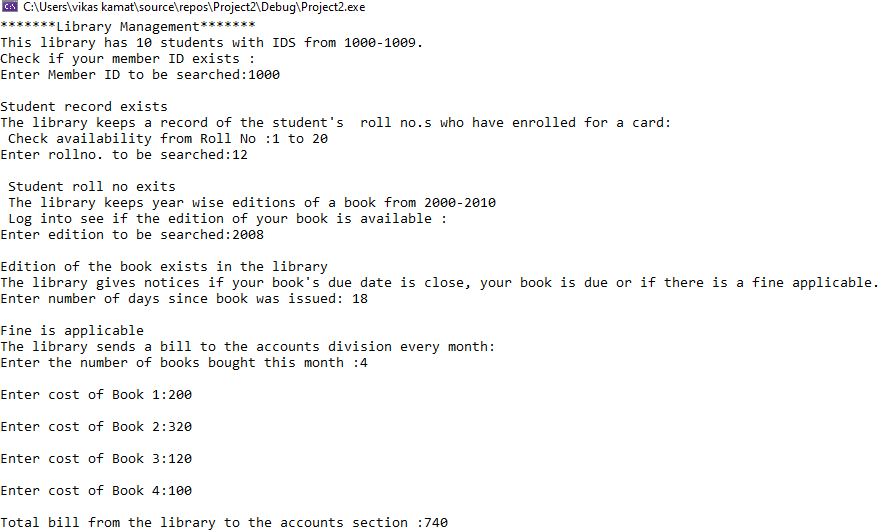 C:\Users\vikas kamat\source\repos\Project2\Debug\Project2.exe
*******Library Management*******
This library has 10 students with IDS from 1000-1009.
Check if your member ID exists :
Enter Member ID to be searched:1000
Student record exists
The library keeps a record of the student's  roll no.s who have enrolled for a card:
 Check availability from Roll No :1 to 20
Enter rollno. to be searched:12
 Student roll no exits
 The library keeps year wise editions of a book from 2000-2010
 Log into see if the edition of your book is available :
Enter edition to be searched:2008
Edition of the book exists in the library
The library gives notices if your book's due date is close, your book is due or if there is a fine applicable.
Enter number of days since book was issued: 18
Fine is applicable
The library sends a bill to the accounts division every month:
Enter the number of books bought this month :4
Enter cost of Book 1:200
Enter cost of Book 2:320
Enter cost of Book 3:120
Enter cost of Book 4:100
Total bill from the library to the accounts section :740